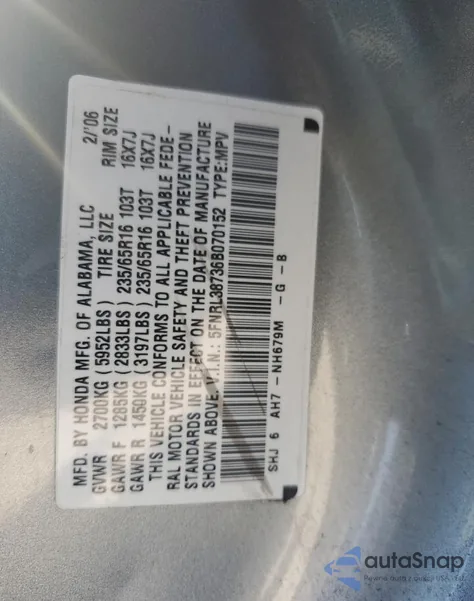 MFD. BY HONDA MFG. OF ALABAMA, LLC 2/'06
GVWR 2700KG (5952LBS) TIRE SIZE RIM SIZE
GAWR F 1285KG (2833LBS) 235/65R16 103T 16X7J
GAWR R 1450KG (3197LBS) 235/65R16 103T 16X7J
THIS VEHICLE CONFORMS TO ALL APPLICABLE FEDE-
RAL MOTOR VEHICLE SAFETY AND THEFT PREVENTION
STANDARDS IN EFFECT ON THE DATE OF MANUFACTURE
SHOWN ABOVE. V.I.N.: 5FNRL38736B070152 TYPE:MPV
SHJ 6 AH7 -NH679M -G -B
autaSnap